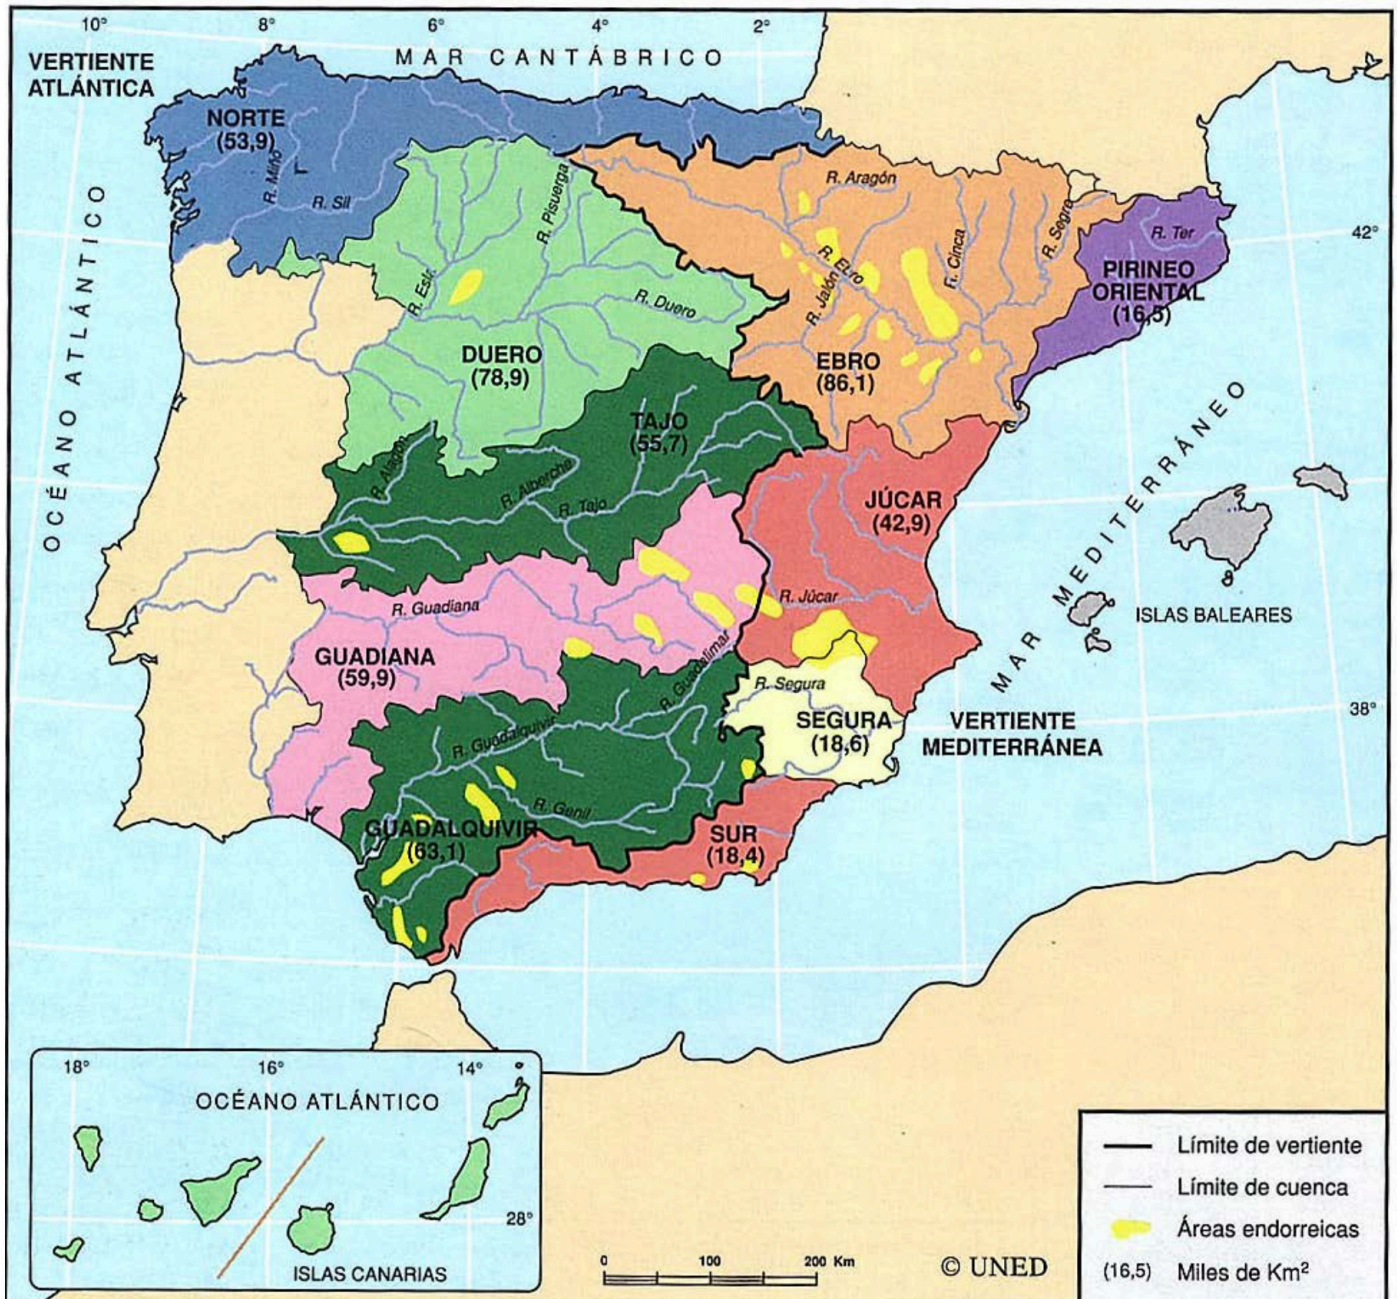 10° 8° 6° 4° 2°
VERTIENTE
ATLÁNTICA
MAR CANTÁBRICO
OCÉANO ATLÁNTICO
NORTE
(53,9)
R. Miño
R. Sil
R. Pisuerga
R. Aragón
R. Esla
R. Duero
DUERO
(78,9)
R. Ebro
R. Jalón
R. Cinca
R. Segre
EBRO
(86,1)
R. Ter
PIRINEO
ORIENTAL
(16,5)
42°
TAJO
(55,7)
R. Alagón
R. Alberche
R. Tajo
JÚCAR
(42,9)
R. Júcar
MAR MEDITERRÁNEO
ISLAS BALEARES
R. Guadiana
GUADIANA
(59,9)
R. Guadalimar
R. Segura
SEGURA
(18,6)
VERTIENTE
MEDITERRÁNEA
38°
R. Guadalquivir
R. Genil
GUADALQUIVIR
(63,1)
SUR
(18,4)
18° 16° 14°
OCÉANO ATLÁNTICO
28°
ISLAS CANARIAS
0 100 200 Km
© UNED
Límite de vertiente
Límite de cuenca
Áreas endorreicas
(16,5) Miles de Km²